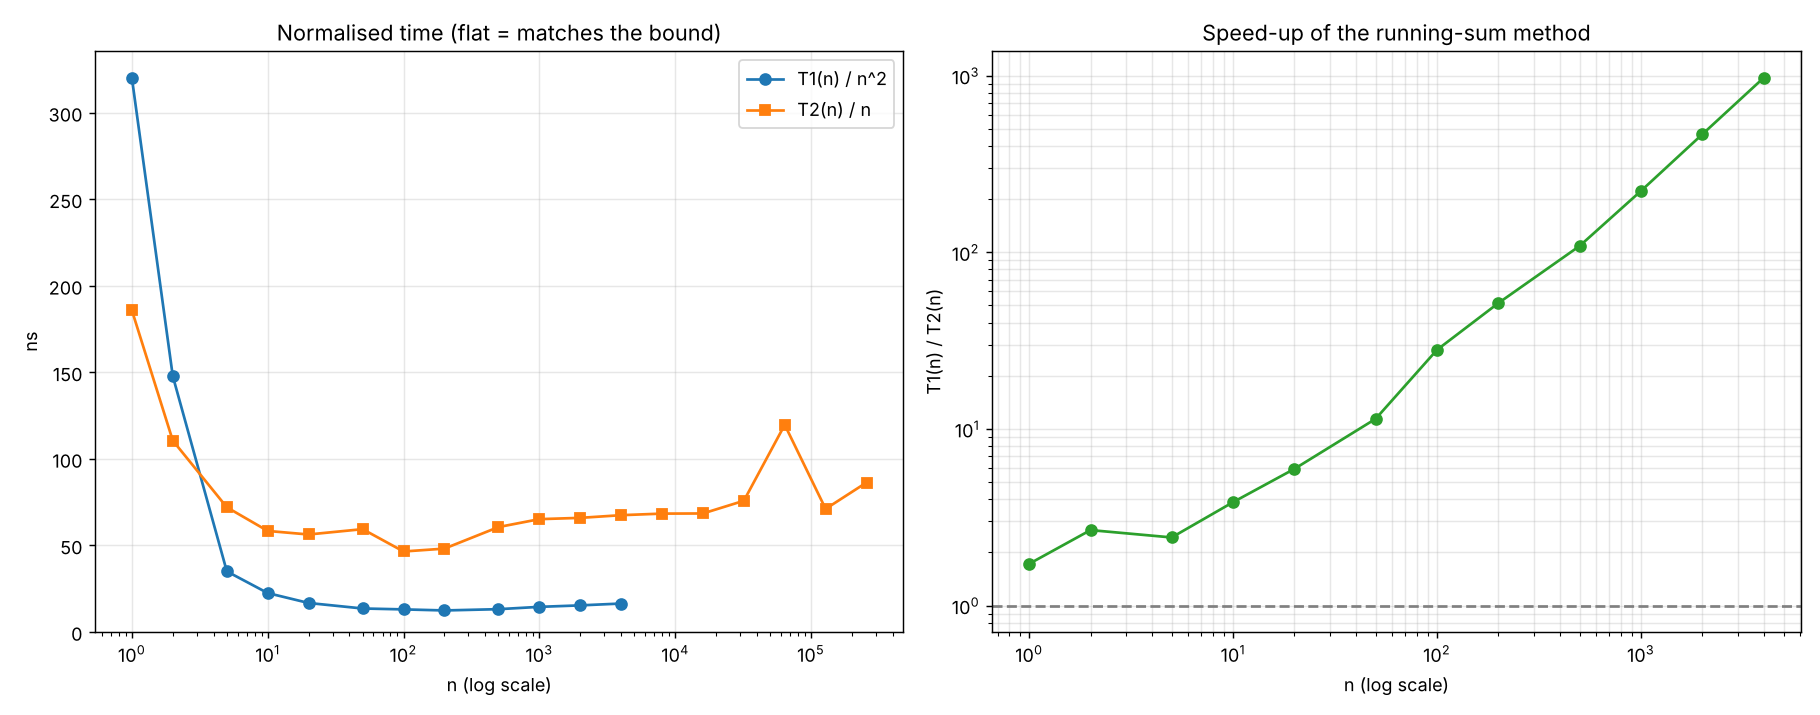 Normalised time (flat = matches the bound)
T1(n) / n^2
T2(n) / n
300
250
200
150
100
50
0
ns
10^0
10^1
10^2
10^3
10^4
10^5
n (log scale)
Speed-up of the running-sum method
10^3
10^2
10^1
10^0
T1(n) / T2(n)
10^0
10^1
10^2
10^3
n (log scale)